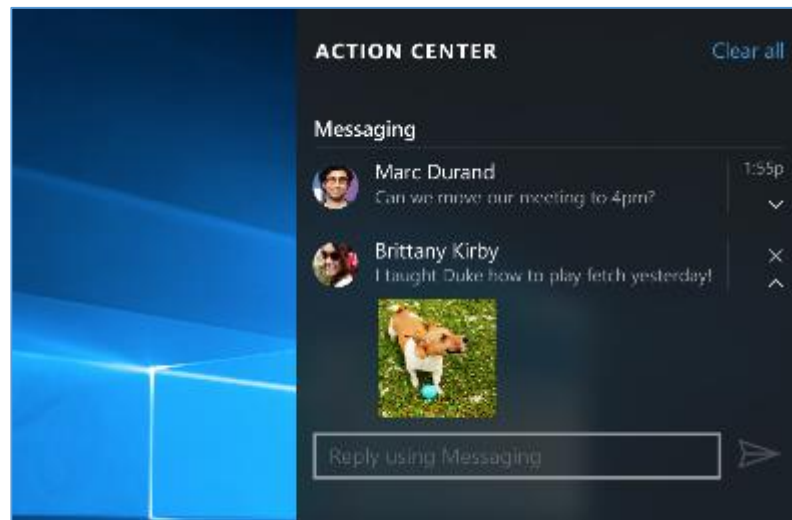 ACTION CENTER
Clear all
Messaging
Marc Durand
1:55p
Can we move our meeting to 4pm?
Brittany Kirby
I taught Duke how to play fetch yesterday!
Reply using Messaging